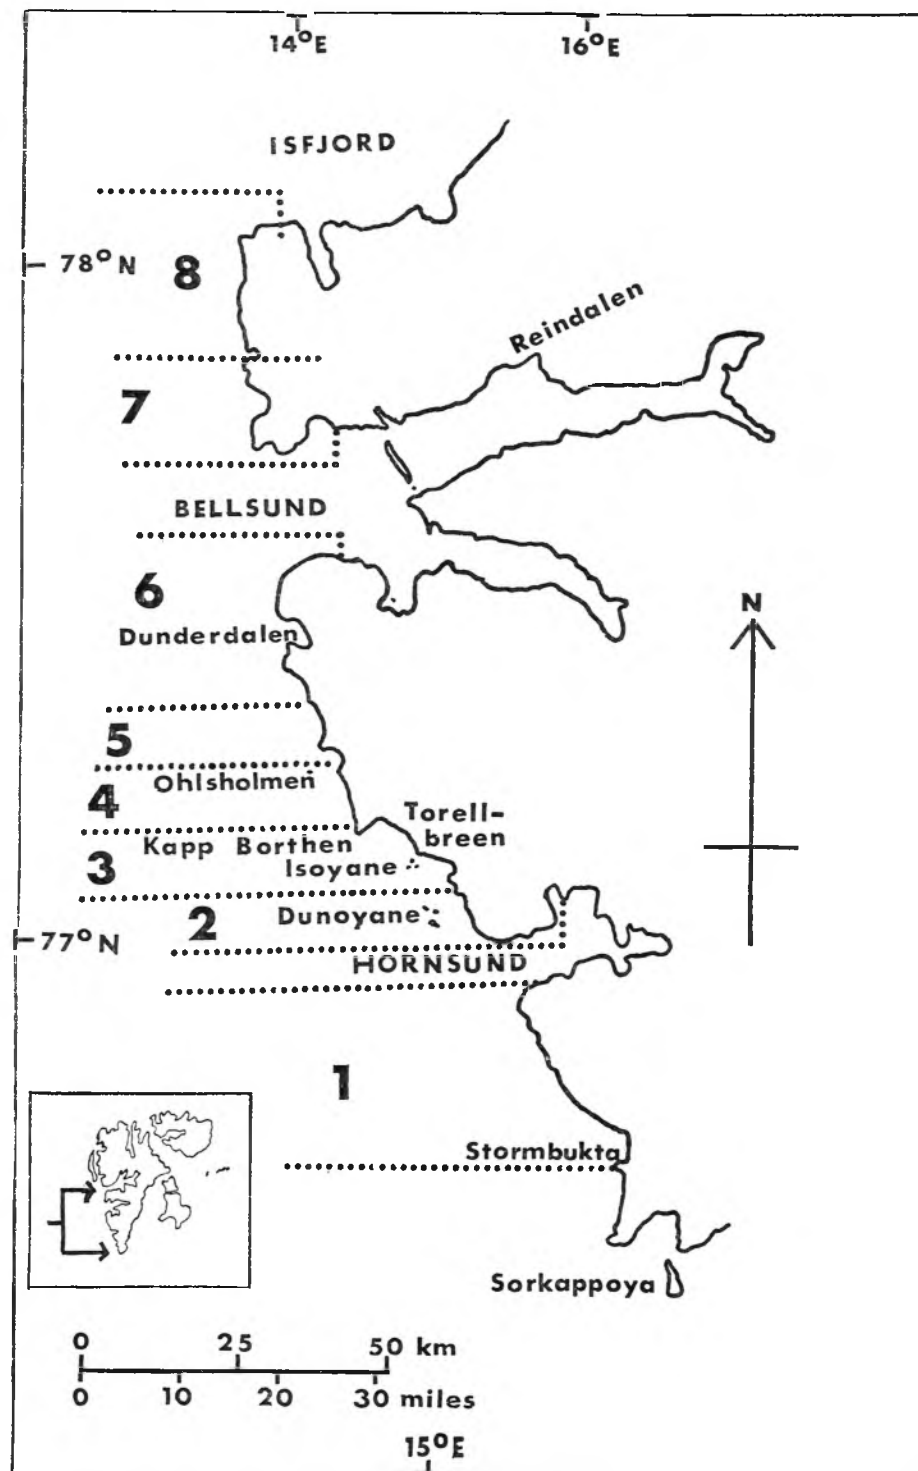 14°E
16°E
ISFJORD
78°N
8
Reindalen
7
BELLSUND
6
N
Dunderdalen
5
Ohlsholmen
4
Torell-
breen
Kapp Borthen
3
Isoyane
2
Dunoyane
77°N
HORNSUND
1
Stormbukta
Sorkappoya
0 25 50 km
0 10 20 30 miles
15°E